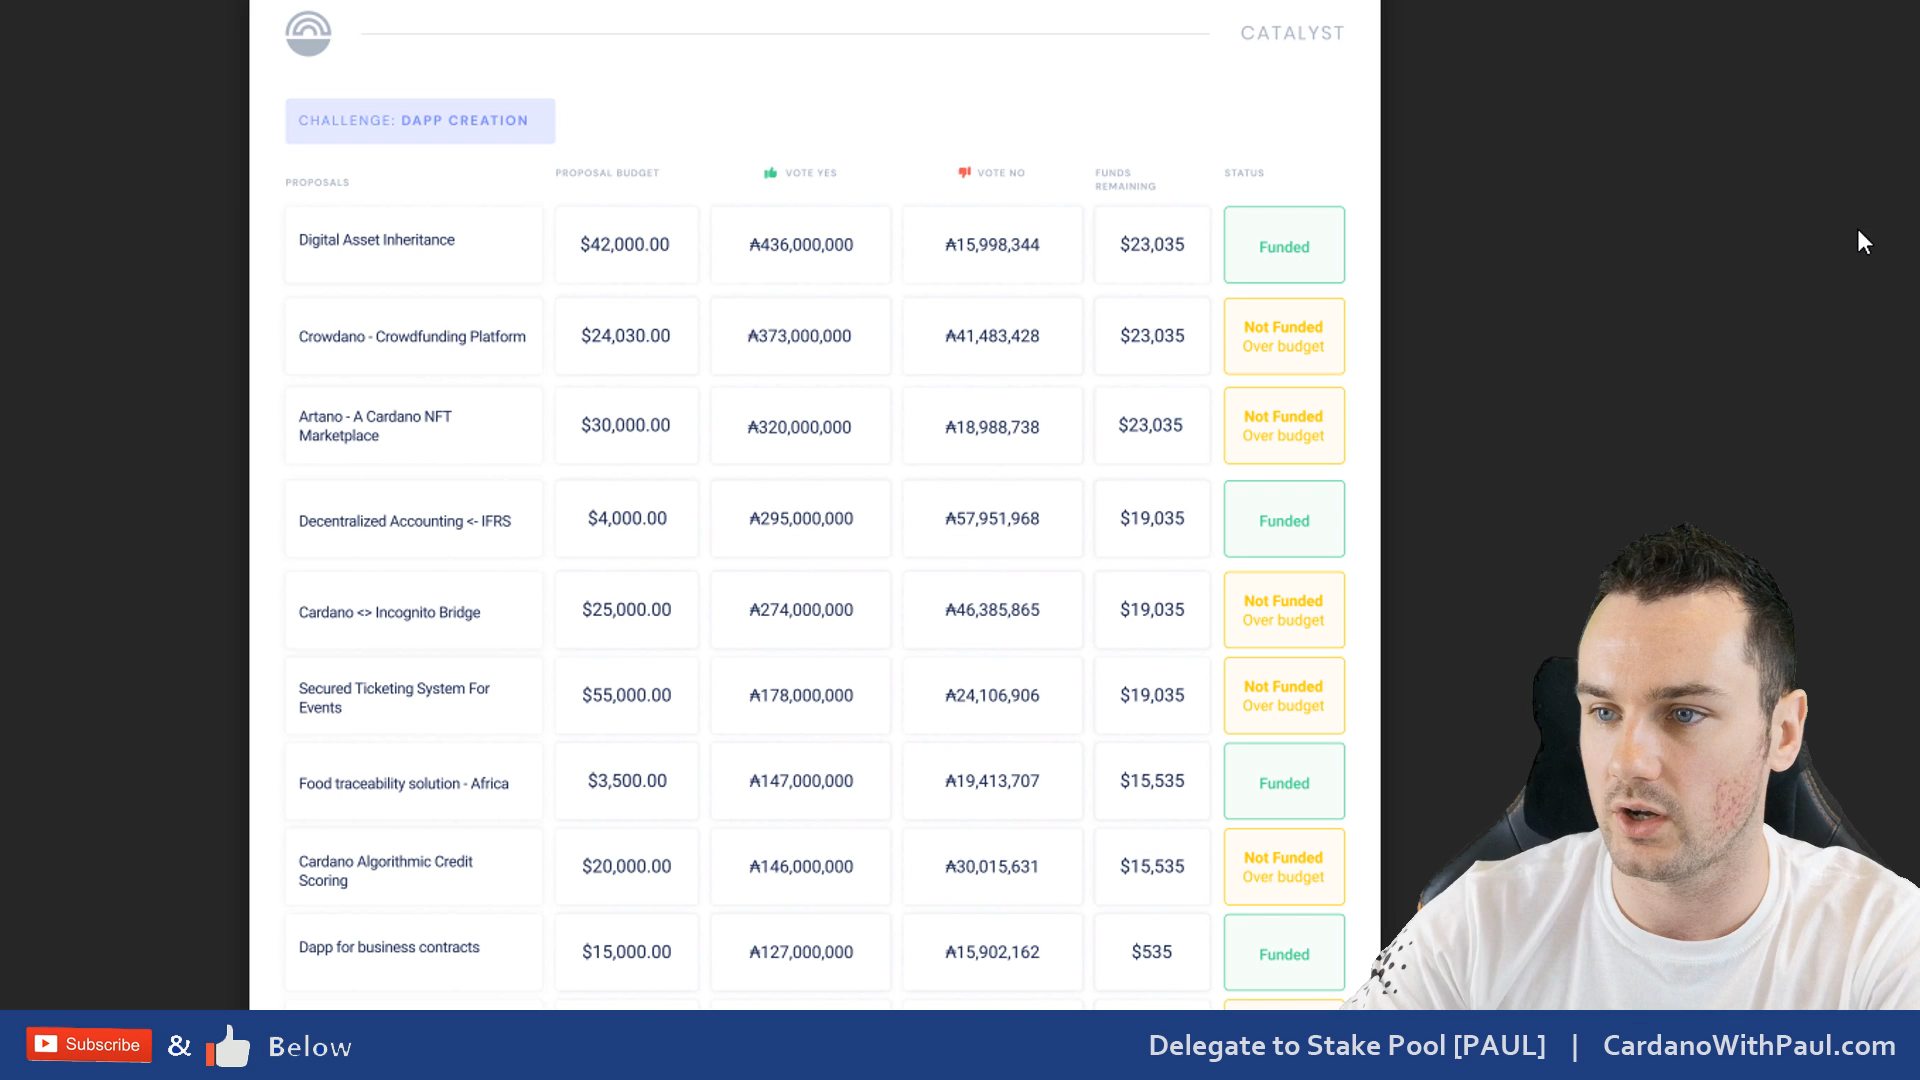 CATALYST
CHALLENGE: DAPP CREATION
PROPOSALS
PROPOSAL BUDGET
VOTE YES
VOTE NO
FUNDS
REMAINING
STATUS
Digital Asset Inheritance
$42,000.00
₳436,000,000
₳15,998,344
$23,035
Funded
Crowdano - Crowdfunding Platform
$24,030.00
₳373,000,000
₳41,483,428
$23,035
Not Funded
Over budget
Artano - A Cardano NFT
Marketplace
$30,000.00
₳320,000,000
₳18,988,738
$23,035
Not Funded
Over budget
Decentralized Accounting <- IFRS
$4,000.00
₳295,000,000
₳57,951,968
$19,035
Funded
Cardano <> Incognito Bridge
$25,000.00
₳274,000,000
₳46,385,865
$19,035
Not Funded
Over budget
Secured Ticketing System For
Events
$55,000.00
₳178,000,000
₳24,106,906
$19,035
Not Funded
Over budget
Food traceability solution - Africa
$3,500.00
₳147,000,000
₳19,413,707
$15,535
Funded
Cardano Algorithmic Credit
Scoring
$20,000.00
₳146,000,000
₳30,015,631
$15,535
Not Funded
Over budget
Dapp for business contracts
$15,000.00
₳127,000,000
₳15,902,162
$535
Funded
Subscribe & Below
Delegate to Stake Pool [PAUL] | CardanoWithPaul.com